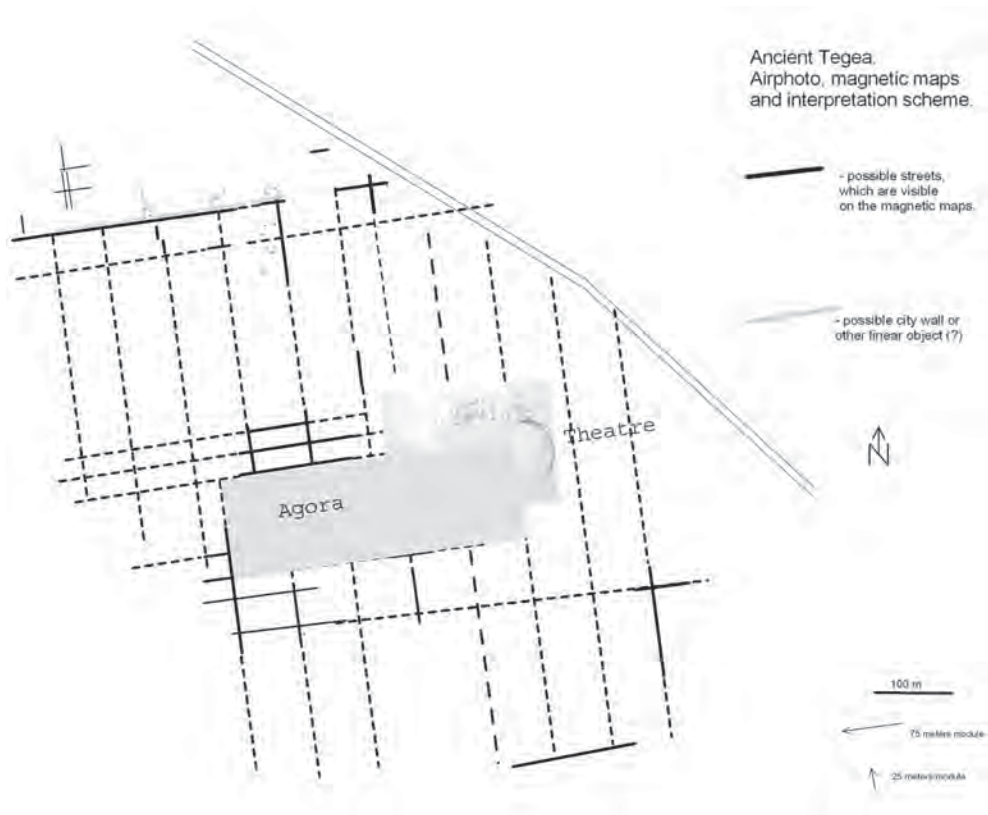 Ancient Tegea.
Airphoto, magnetic maps
and interpretation scheme.
- possible streets,
which are visible
on the magnetic maps.
- possible city wall or
other linear object (?)
Theatre
N
Agora
100 m
75 meters module
25 meters module